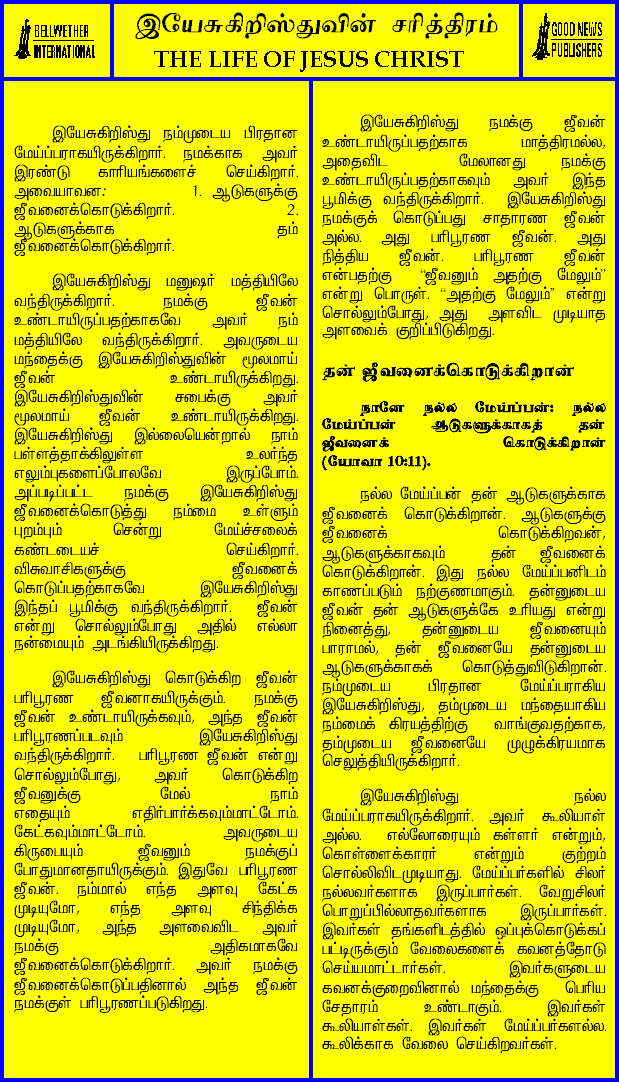 BELLWETHER
INTERNATIONAL
இயேசுகிறிஸ்துவின் சரித்திரம்
THE LIFE OF JESUS CHRIST
GOOD NEWS
PUBLISHERS
இயேசுகிறிஸ்து நம்முடைய பிரதான
மேய்ப்பராகயிருக்கிறார். நமக்காக அவர்
இரண்டு காரியங்களைச் செய்கிறார்.
அவையாவன: 1. ஆடுகளுக்கு
ஜீவனைக்கொடுக்கிறார். 2.
ஆடுகளுக்காக தம்
ஜீவனைக்கொடுக்கிறார்.
இயேசுகிறிஸ்து மனுஷர் மத்தியிலே
வந்திருக்கிறார். நமக்கு ஜீவன்
உண்டாயிருப்பதற்காகவே அவர் நம்
மத்தியிலே வந்திருக்கிறார். அவருடைய
மந்தைக்கு இயேசுகிறிஸ்துவின் மூலமாய்
ஜீவன் உண்டாயிருக்கிறது.
இயேசுகிறிஸ்துவின் சபைக்கு அவர்
மூலமாய் ஜீவன் உண்டாயிருக்கிறது.
இயேசுகிறிஸ்து இல்லையென்றால் நாம்
பள்ளத்தாக்கிலுள்ள உலர்ந்த
எலும்புகளைப்போலவே இருப்போம்.
அப்படிப்பட்ட நமக்கு இயேசுகிறிஸ்து
ஜீவனைக்கொடுத்து நம்மை உள்ளும்
புறம்பும் சென்று மேய்ச்சலைக்
கண்டடையச் செய்கிறார்.
விசுவாசிகளுக்கு ஜீவனைக்
கொடுப்பதற்காகவே இயேசுகிறிஸ்து
இந்தப் பூமிக்கு வந்திருக்கிறார். ஜீவன்
என்று சொல்லும்போது அதில் எல்லா
நன்மையும் அடங்கியிருக்கிறது.
இயேசுகிறிஸ்து கொடுக்கிற ஜீவன்
பரிபூரண ஜீவனாகயிருக்கும். நமக்கு
ஜீவன் உண்டாயிருக்கவும், அந்த ஜீவன்
பரிபூரணப்படவும் இயேசுகிறிஸ்து
வந்திருக்கிறார். பரிபூரண ஜீவன் என்று
சொல்லும்போது, அவர் கொடுக்கிற
ஜீவனுக்கு மேல் நாம்
எதையும் எதிர்பார்க்கவும்மாட்டோம்.
கேட்கவும்மாட்டோம். அவருடைய
கிருபையும் ஜீவனும் நமக்குப்
போதுமானதாயிருக்கும். இதுவே பரிபூரண
ஜீவன். நம்மால் எந்த அளவு கேட்க
முடியுமோ, எந்த அளவு சிந்திக்க
முடியுமோ, அந்த அளவைவிட அவர்
நமக்கு அதிகமாகவே
ஜீவனைக்கொடுக்கிறார். அவர் நமக்கு
ஜீவனைக்கொடுப்பதினால் அந்த ஜீவன்
நமக்குள் பரிபூரணப்படுகிறது.
இயேசுகிறிஸ்து நமக்கு ஜீவன்
உண்டாயிருப்பதற்காக மாத்திரமல்ல,
அதைவிட மேலானது நமக்கு
உண்டாயிருப்பதற்காகவும் அவர் இந்த
பூமிக்கு வந்திருக்கிறார். இயேசுகிறிஸ்து
நமக்குக் கொடுப்பது சாதாரண ஜீவன்
அல்ல. அது பரிபூரண ஜீவன். அது
நித்திய ஜீவன். பரிபூரண ஜீவன்
என்பதற்கு “ஜீவனும் அதற்கு மேலும்”
என்று பொருள். “அதற்கு மேலும்” என்று
சொல்லும்போது, அது அளவிட முடியாத
அளவைக் குறிப்பிடுகிறது.
தன் ஜீவனைக்கொடுக்கிறான்
நானே நல்ல மேய்ப்பன்: நல்ல
மேய்ப்பன் ஆடுகளுக்காகத் தன்
ஜீவனைக் கொடுக்கிறான்
(யோவா 10:11).
நல்ல மேய்ப்பன் தன் ஆடுகளுக்காக
ஜீவனைக் கொடுக்கிறான். ஆடுகளுக்கு
ஜீவனைக் கொடுக்கிறவன்,
ஆடுகளுக்காகவும் தன் ஜீவனைக்
கொடுக்கிறான். இது நல்ல மேய்ப்பனிடம்
காணப்படும் நற்குணமாகும். தன்னுடைய
ஜீவன் தன் ஆடுகளுக்கே உரியது என்று
நினைத்து, தன்னுடைய ஜீவனையும்
பாராமல், தன் ஜீவனையே தன்னுடைய
ஆடுகளுக்காகக் கொடுத்துவிடுகிறான்.
நம்முடைய பிரதான மேய்ப்பராகிய
இயேசுகிறிஸ்து, தம்முடைய மந்தையாகிய
நம்மைக் கிரயத்திற்கு வாங்குவதற்காக,
தம்முடைய ஜீவனையே முழுக்கிரயமாக
செலுத்தியிருக்கிறார்.
இயேசுகிறிஸ்து நல்ல
மேய்ப்பராகயிருக்கிறார். அவர் கூலியாள்
அல்ல. எல்லோரையும் கள்ளர் என்றும்,
கொள்ளைக்காரர் என்றும் குற்றம்
சொல்லிவிடமுடியாது. மேய்ப்பர்களில் சிலர்
நல்லவர்களாக இருப்பார்கள். வேறுசிலர்
பொறுப்பில்லாதவர்களாக இருப்பார்கள்.
இவர்கள் தங்களிடத்தில் ஒப்புக்கொடுக்கப்
பட்டிருக்கும் வேலைகளைக் கவனத்தோடு
செய்யமாட்டார்கள். இவர்களுடைய
கவனக்குறைவினால் மந்தைக்கு பெரிய
சேதாரம் உண்டாகும். இவர்கள்
கூலியாள்கள். இவர்கள் மேய்ப்பர்களல்ல.
கூலிக்காக வேலை செய்கிறவர்கள்.